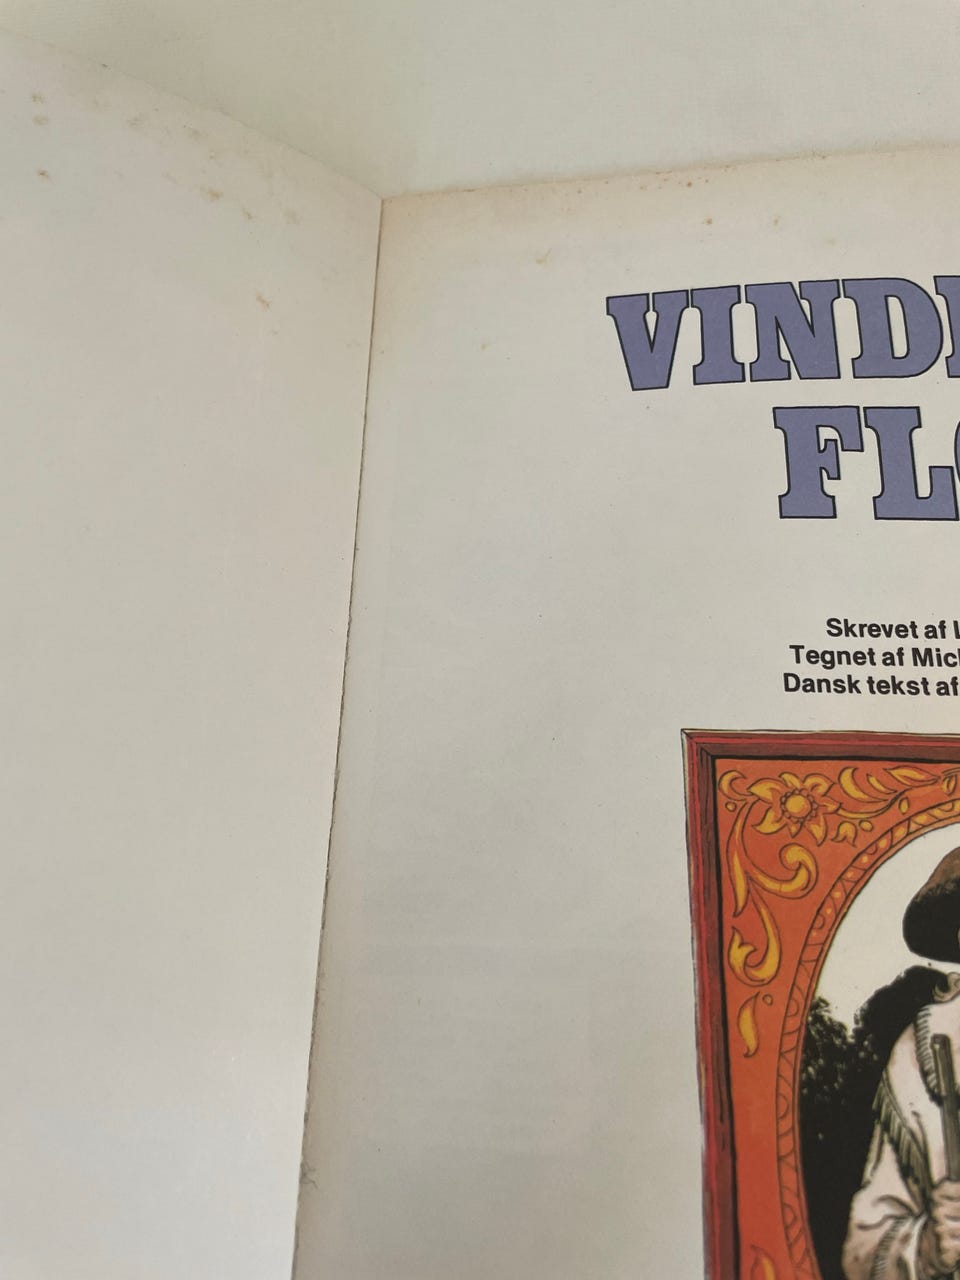 VIND
FL
Skrevet af L
Tegnet af Mic
Dansk tekst af